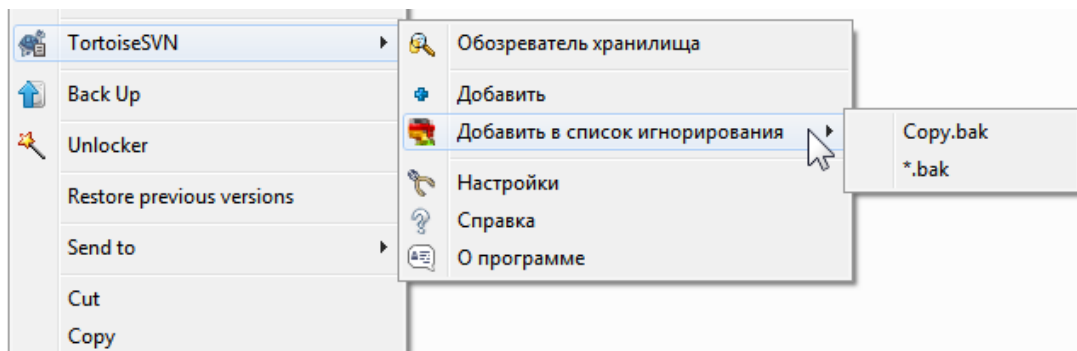 TortoiseSVN
Back Up
Unlocker
Restore previous versions
Send to
Cut
Copy
Обозреватель хранилища
Добавить
Добавить в список игнорирования
Настройки
Справка
О программе
Copy.bak
*.bak